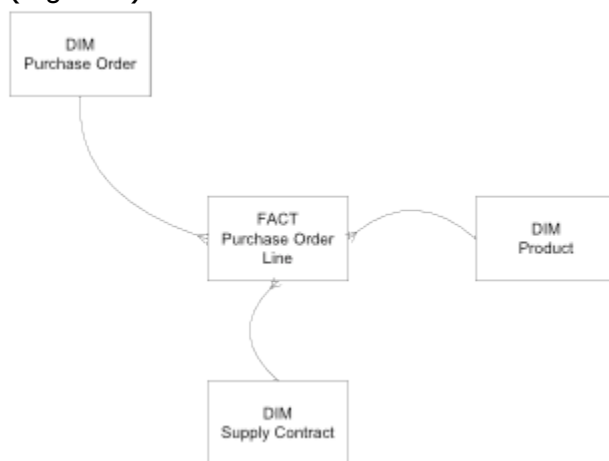 DIM
Purchase Order
FACT
Purchase Order
Line
DIM
Product
DIM
Supply Contract